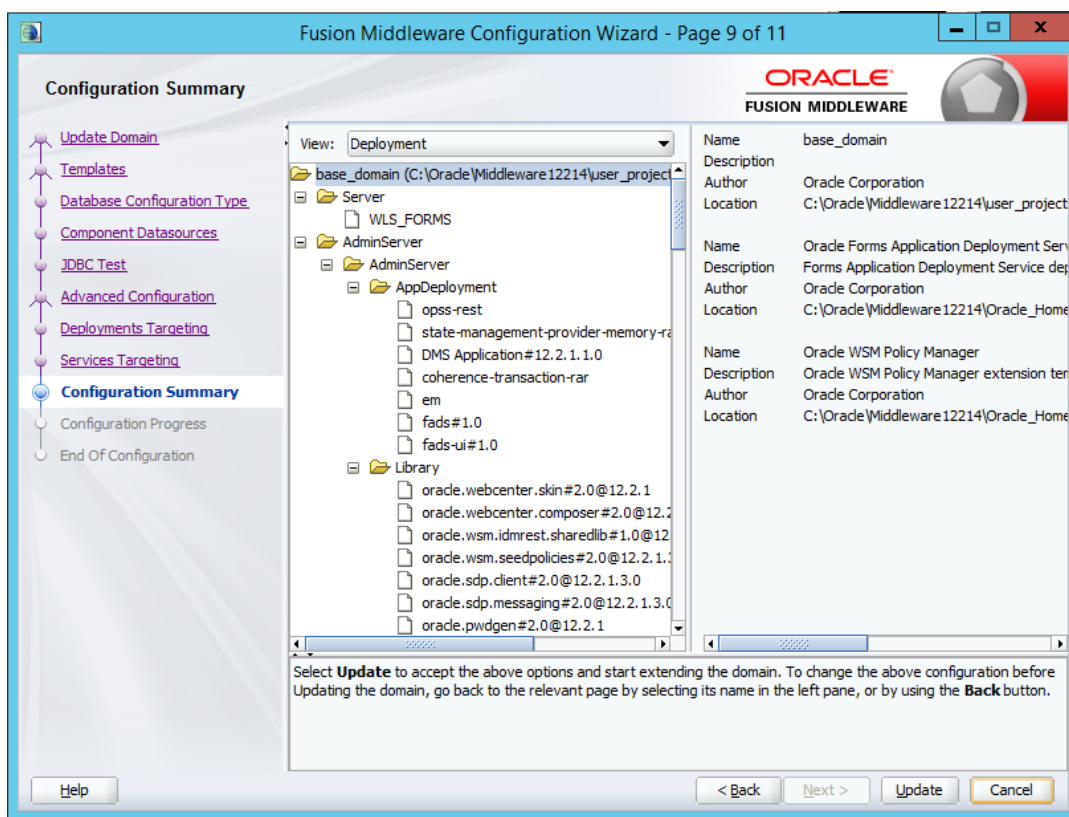 Fusion Middleware Configuration Wizard - Page 9 of 11
Configuration Summary
ORACLE
FUSION MIDDLEWARE
Update Domain
Templates
Database Configuration Type
Component Datasources
JDBC Test
Advanced Configuration
Deployments Targeting
Services Targeting
Configuration Summary
Configuration Progress
End Of Configuration
View: Deployment
base_domain (C:\Oracle\Middleware12214\user_project
Server
WLS_FORMS
AdminServer
AdminServer
AppDeployment
opss-rest
state-management-provider-memory-ra
DMS Application#12.2.1.1.0
coherence-transaction-rar
em
fads#1.0
fads-ui#1.0
Library
oracle.webcenter.skin#2.0@12.2.1
oracle.webcenter.composer#2.0@12.2
oracle.wsm.idmrest.sharedlib#1.0@12
oracle.wsm.seedpolicies#2.0@12.2.1.
oracle.sdp.client#2.0@12.2.1.3.0
oracle.sdp.messaging#2.0@12.2.1.3.0
oracle.pwdgen#2.0@12.2.1
Name base_domain
Description
Author Oracle Corporation
Location C:\Oracle\Middleware12214\user_project
Name Oracle Forms Application Deployment Serv
Description Forms Application Deployment Service dep
Author Oracle Corporation
Location C:\Oracle\Middleware12214\Oracle_Home
Name Oracle WSM Policy Manager
Description Oracle WSM Policy Manager extension tem
Author Oracle Corporation
Location C:\Oracle\Middleware12214\Oracle_Home
Select Update to accept the above options and start extending the domain. To change the above configuration before
Updating the domain, go back to the relevant page by selecting its name in the left pane, or by using the Back button.
Help
< Back
Next >
Update
Cancel